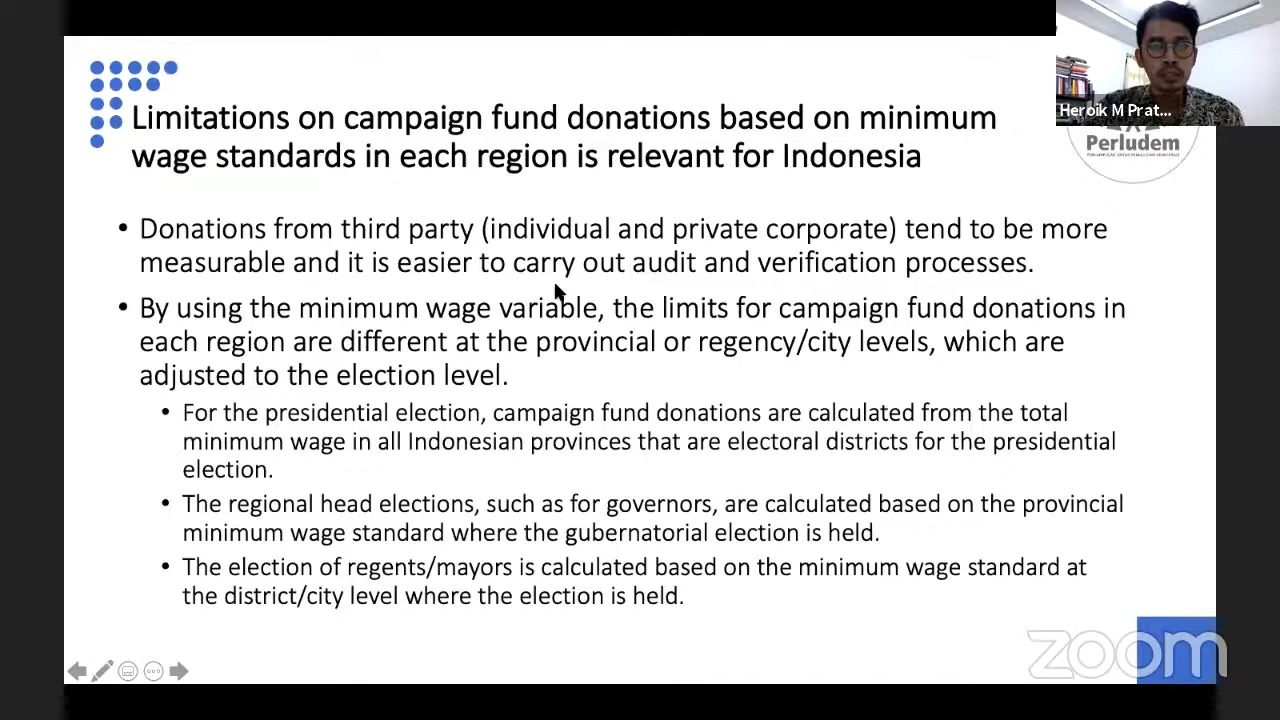 Heroik M Prat...
Perludem
Limitations on campaign fund donations based on minimum
wage standards in each region is relevant for Indonesia
• Donations from third party (individual and private corporate) tend to be more
measurable and it is easier to carry out audit and verification processes.
• By using the minimum wage variable, the limits for campaign fund donations in
each region are different at the provincial or regency/city levels, which are
adjusted to the election level.
• For the presidential election, campaign fund donations are calculated from the total
minimum wage in all Indonesian provinces that are electoral districts for the presidential
election.
• The regional head elections, such as for governors, are calculated based on the provincial
minimum wage standard where the gubernatorial election is held.
• The election of regents/mayors is calculated based on the minimum wage standard at
the district/city level where the election is held.
zoom